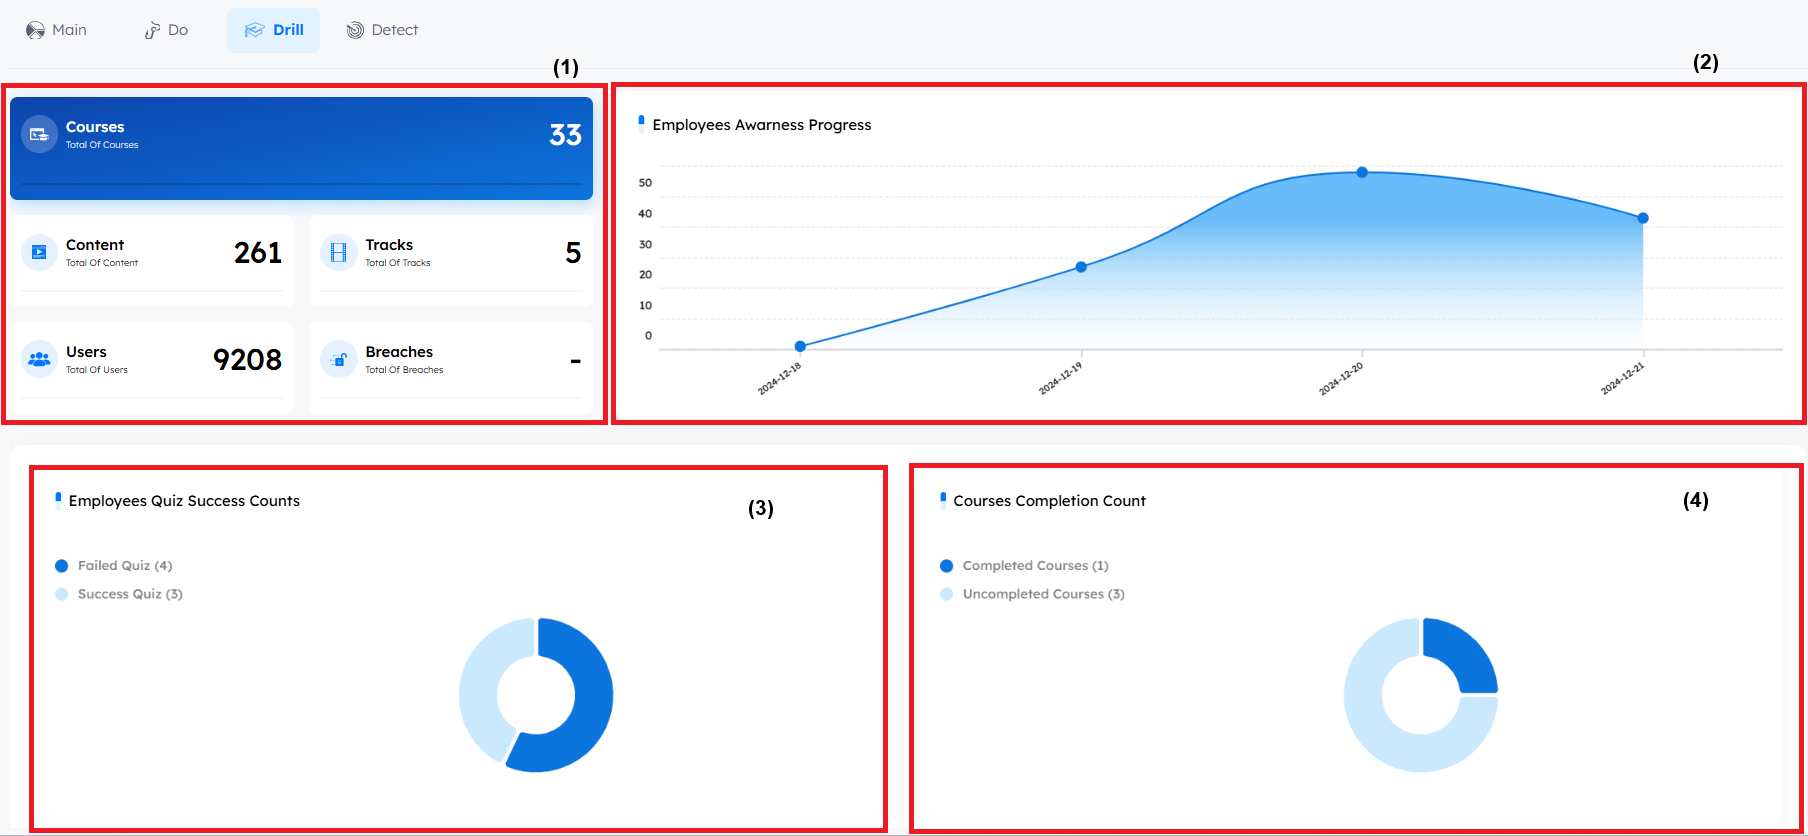 Main
Do
Drill
Detect
(1)
(2)
Courses
Total Of Courses
33
Content
Total Of Content
261
Tracks
Total Of Tracks
5
Users
Total Of Users
9208
Breaches
Total Of Breaches
-
Employees Awarness Progress
50
40
30
20
10
0
2024-12-18
2024-12-19
2024-12-20
2024-12-21
Employees Quiz Success Counts
(3)
Failed Quiz (4)
Success Quiz (3)
Courses Completion Count
(4)
Completed Courses (1)
Uncompleted Courses (3)